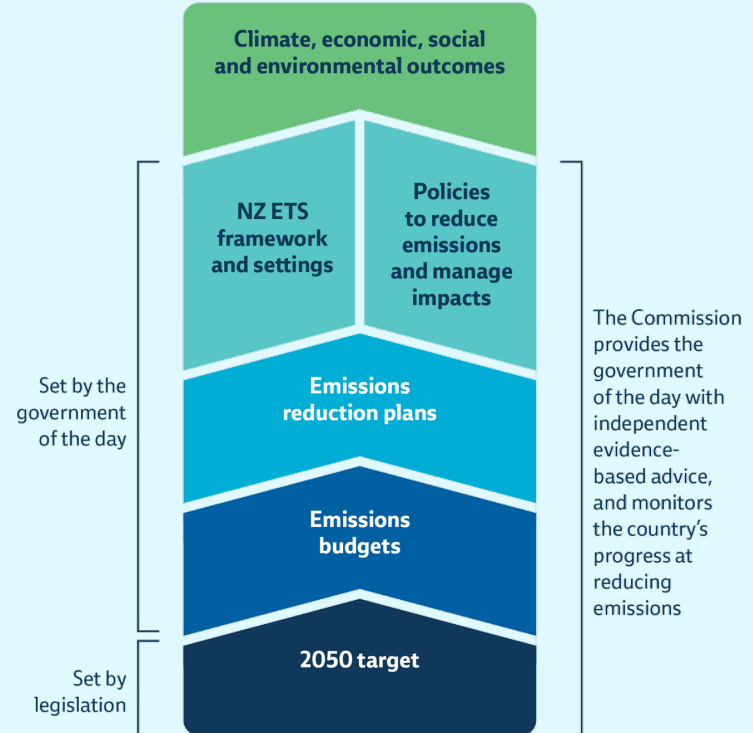 Climate, economic, social
and environmental outcomes
NZ ETS
framework
and settings
Policies
to reduce
emissions
and manage
impacts
Emissions
reduction plans
Emissions
budgets
2050 target
Set by the
government
of the day
Set by
legislation
The Commission
provides the
government
of the day with
independent
evidence-
based advice,
and monitors
the country’s
progress at
reducing
emissions